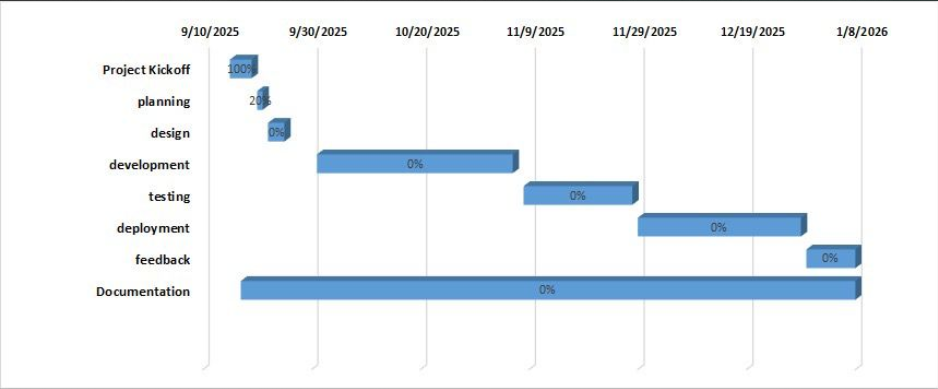 9/10/2025 9/30/2025 10/20/2025 11/9/2025 11/29/2025 12/19/2025 1/8/2026
Project Kickoff 100%
planning 20%
design 0%
development 0%
testing 0%
deployment 0%
feedback 0%
Documentation 0%